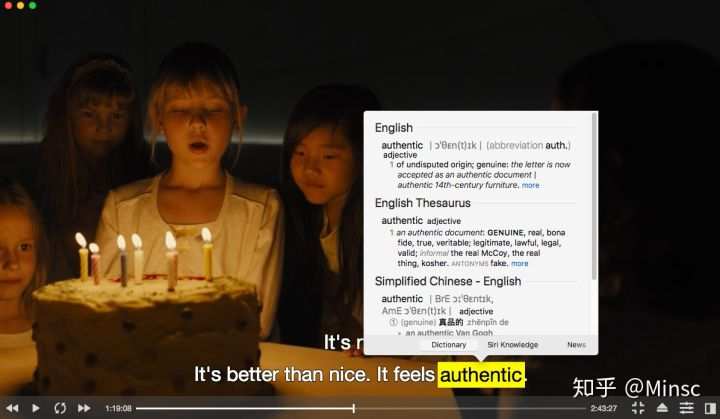 English
authentic | ɔˈθɛn(t)ɪk | (abbreviation auth.)
adjective
1 of undisputed origin; genuine: the letter is now
accepted as an authentic document |
authentic 14th-century furniture. more
English Thesaurus
authentic adjective
1 an authentic document: GENUINE, real, bona
fide, true, veritable; legitimate, lawful, legal,
valid; informal the real McCoy, the real
thing, kosher. ANTONYMS fake. more
Simplified Chinese - English
authentic | BrE ɔːˈθɛntɪk,
AmE ɔˈθɛn(t)ɪk | adjective
① (genuine) 真品的 zhēnpǐn de
▸ an authentic Van Gogh
Dictionary Siri Knowledge News
It's
It's better than nice. It feels authentic.
知乎 @Minsc
1:19:08 2:43:27